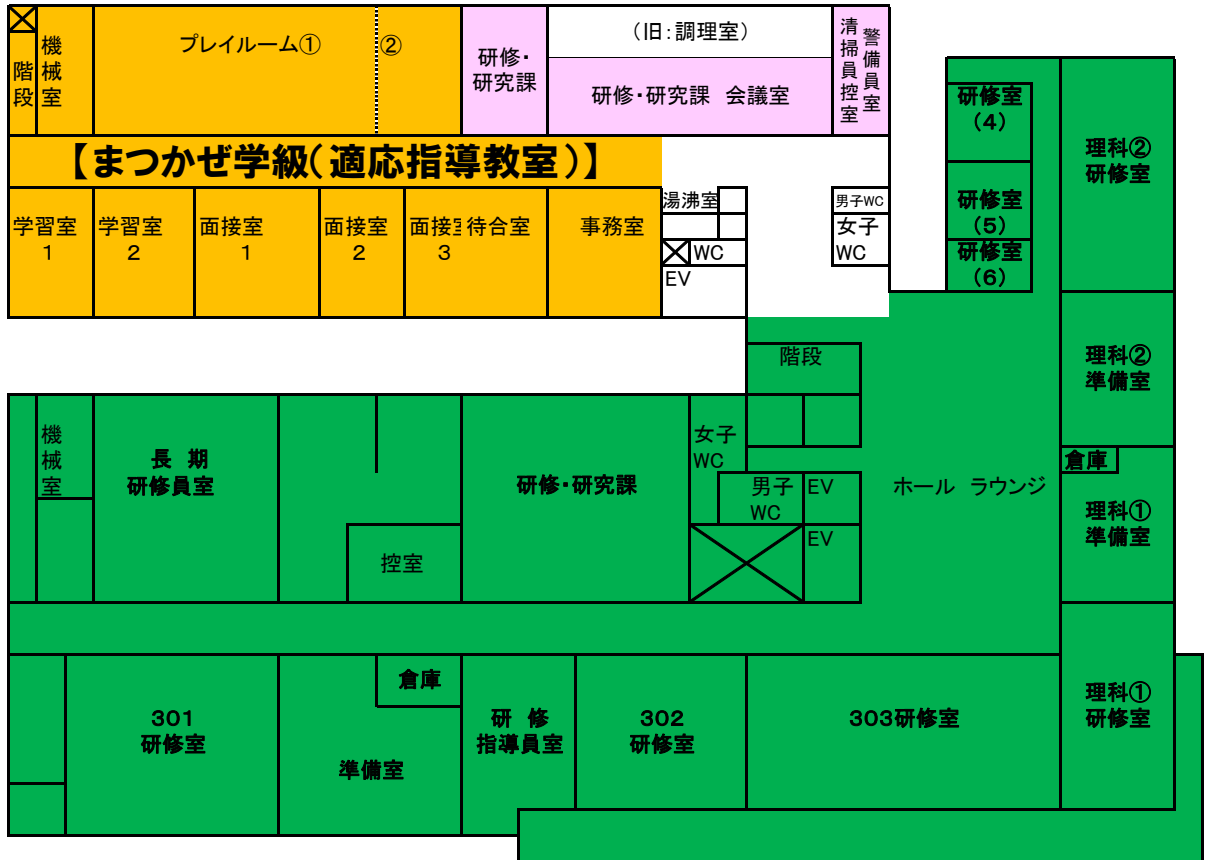 機械室
階段
プレイルーム①
②
研修・
研究課
（旧：調理室）
研修・研究課　会議室
清掃員控室
警備員室
【まつかぜ学級（適応指導教室）】
学習室
1
学習室
2
面接室
1
面接室
2
面接室
3
待合室
事務室
湯沸室
WC
EV
男子WC
女子
WC
研修室
（4）
研修室
（5）
研修室
（6）
理科②
研修室
理科②
準備室
倉庫
理科①
準備室
理科①
研修室
階段
機械室
長　期
研修員室
控室
研修・研究課
女子
WC
男子
WC
EV
EV
ホール　ラウンジ
301
研修室
倉庫
準備室
研　修
指導員室
302
研修室
303研修室